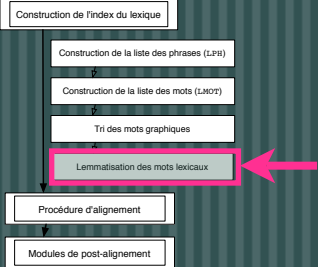 Construction de l'index du lexique
Construction de la liste des phrases (LPH)
Construction de la liste des mots (LMOT)
Tri des mots graphiques
Lemmatisation des mots lexicaux
Procédure d'alignement
Modules de post-alignement